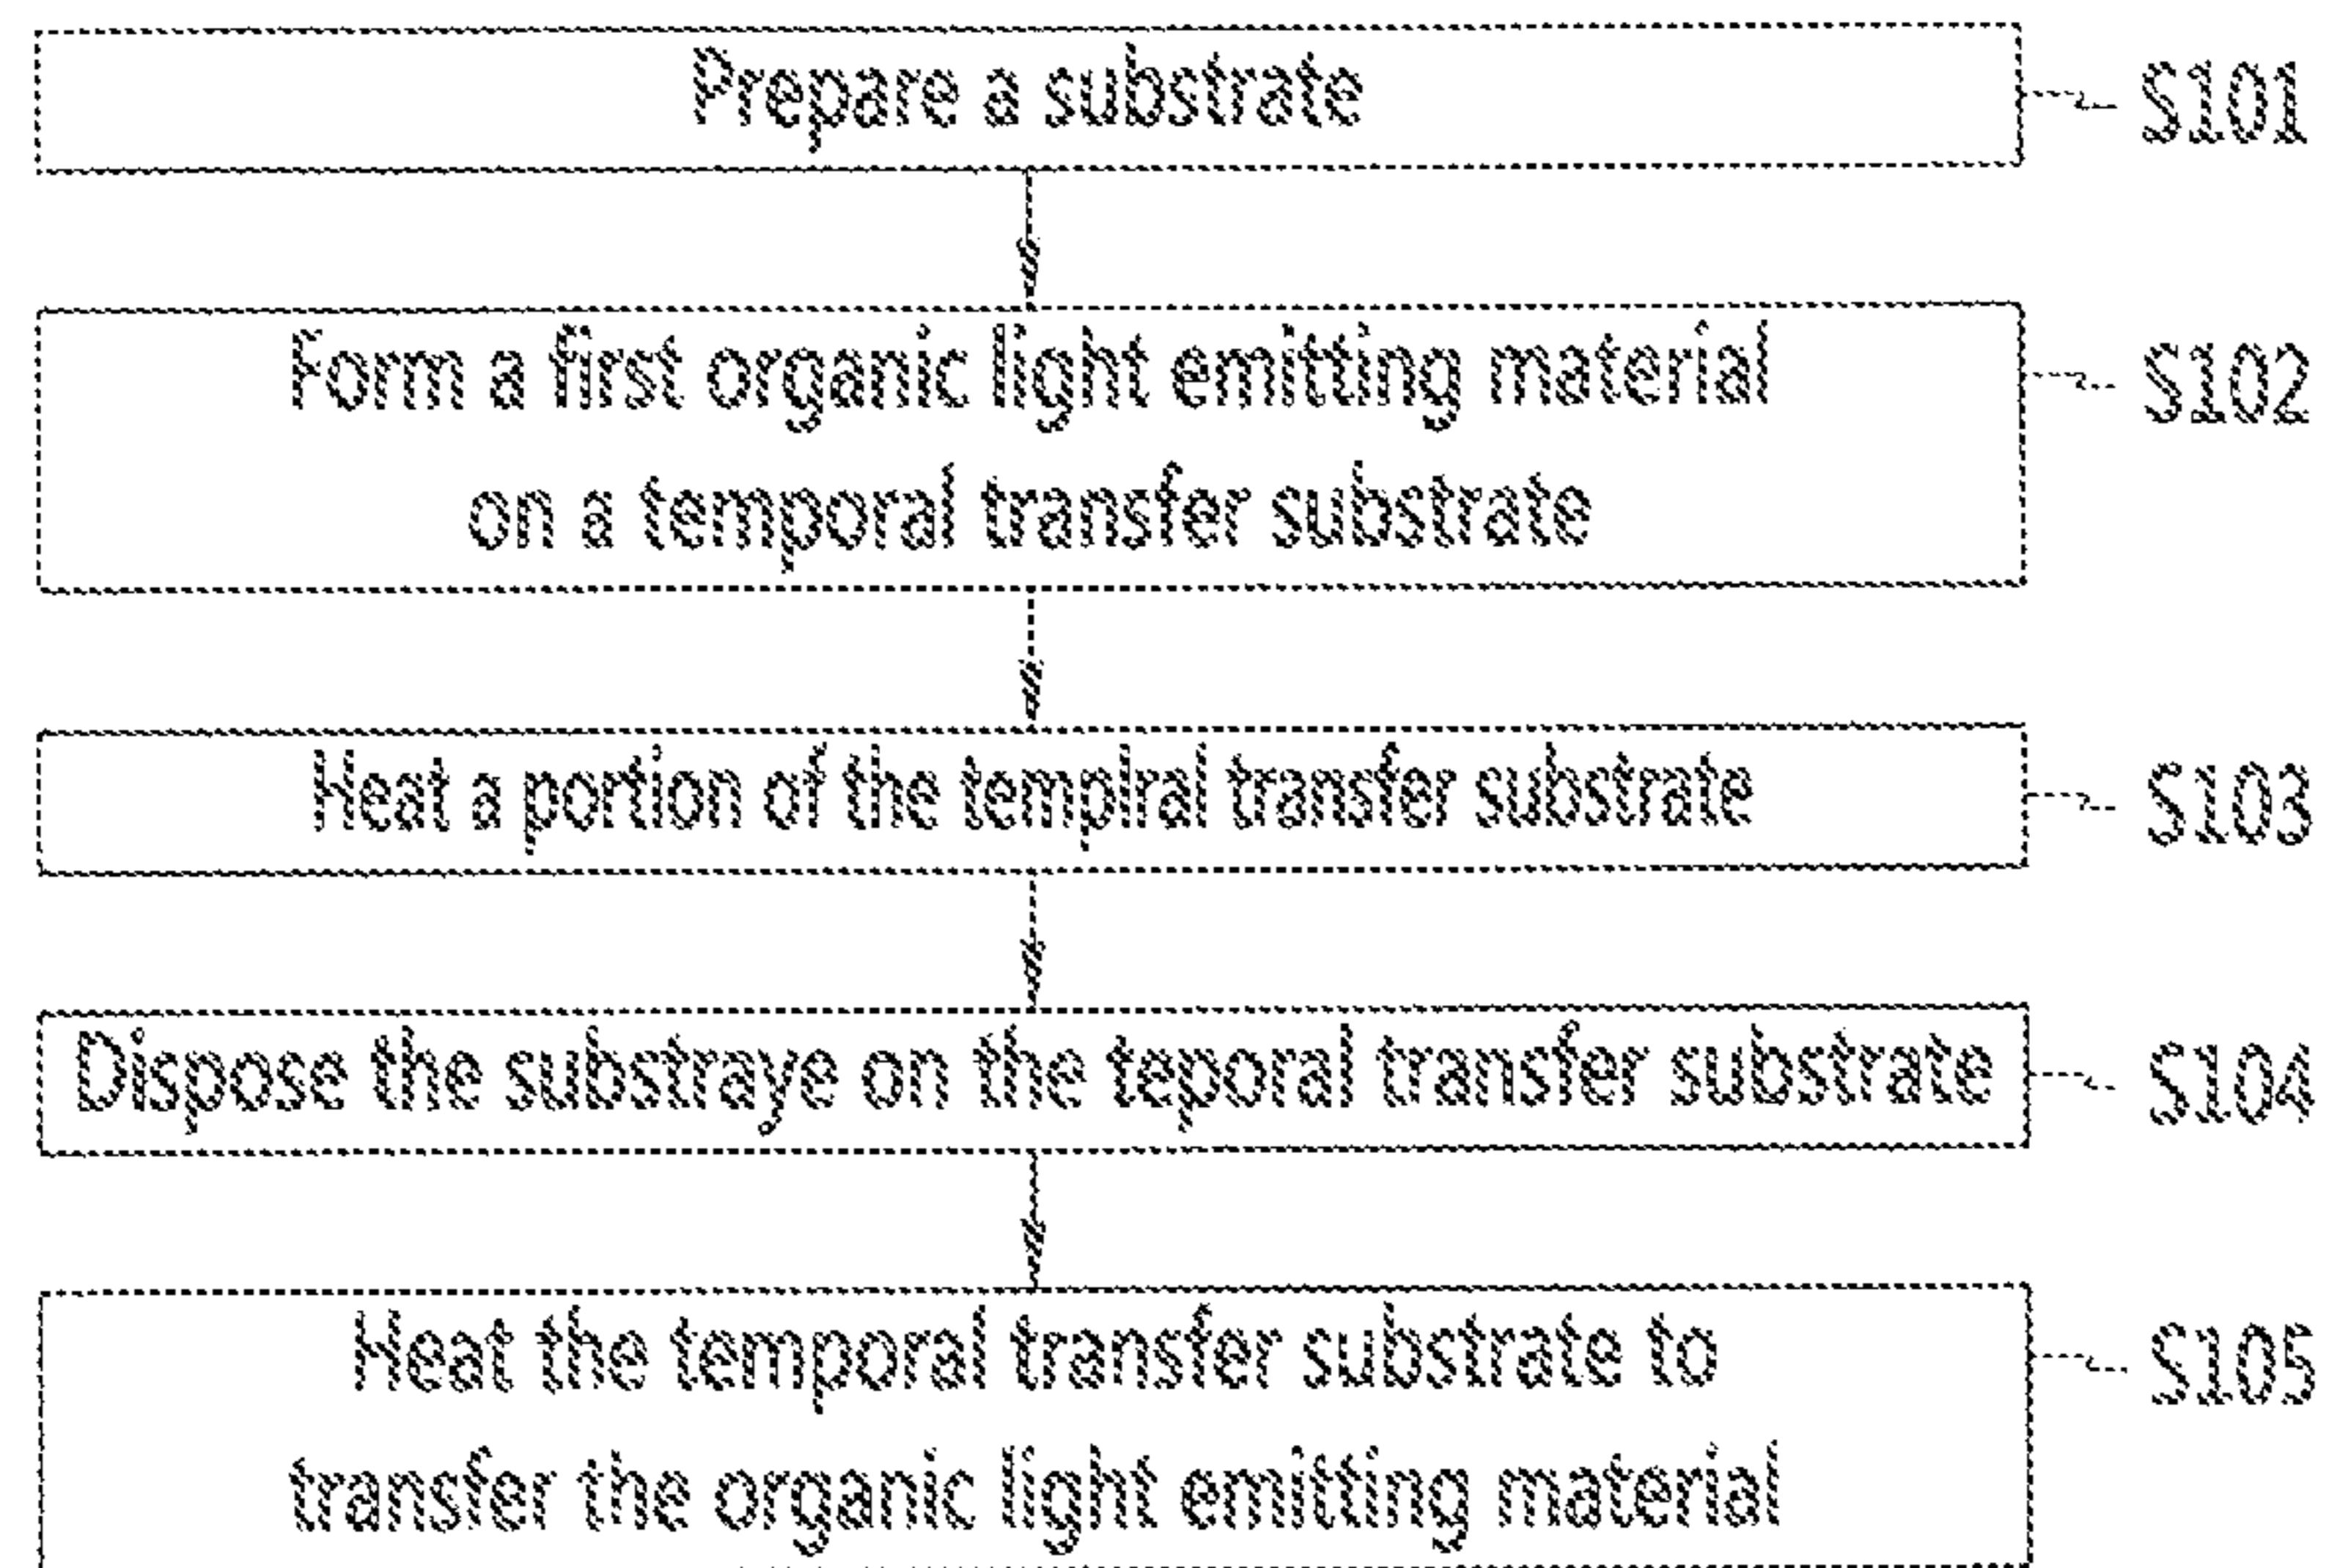 Prepare a substrate
S101
Form a first organic light emitting material
on a temporal transfer substrate
S102
Heat a portion of the tempiral transfer substrate
S103
Dispose the substraye on the teporal transfer substrate
S104
Heat the temporal transfer substrate to
transfer the organic light emitting material
S105